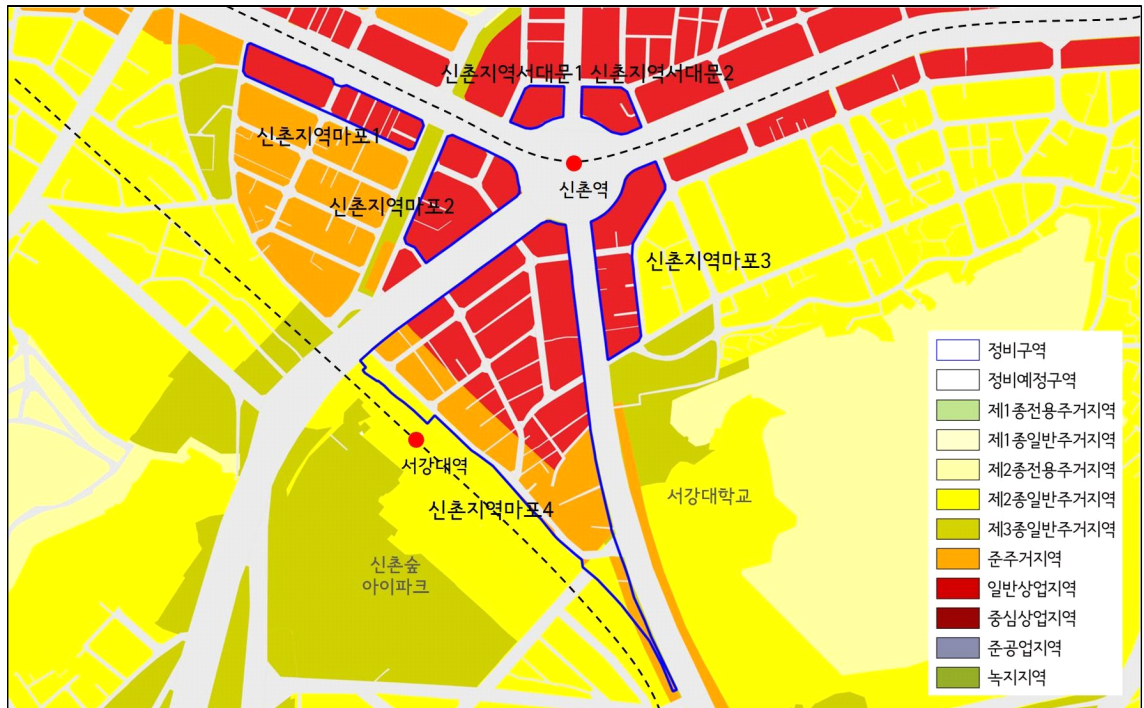 신촌지역서대문1
신촌지역서대문2
신촌지역마포1
신촌역
신촌지역마포2
신촌지역마포3
서강대역
신촌지역마포4
서강대학교
신촌숲
아이파크
정비구역
정비예정구역
제1종전용주거지역
제1종일반주거지역
제2종전용주거지역
제2종일반주거지역
제3종일반주거지역
준주거지역
일반상업지역
중심상업지역
준공업지역
녹지지역